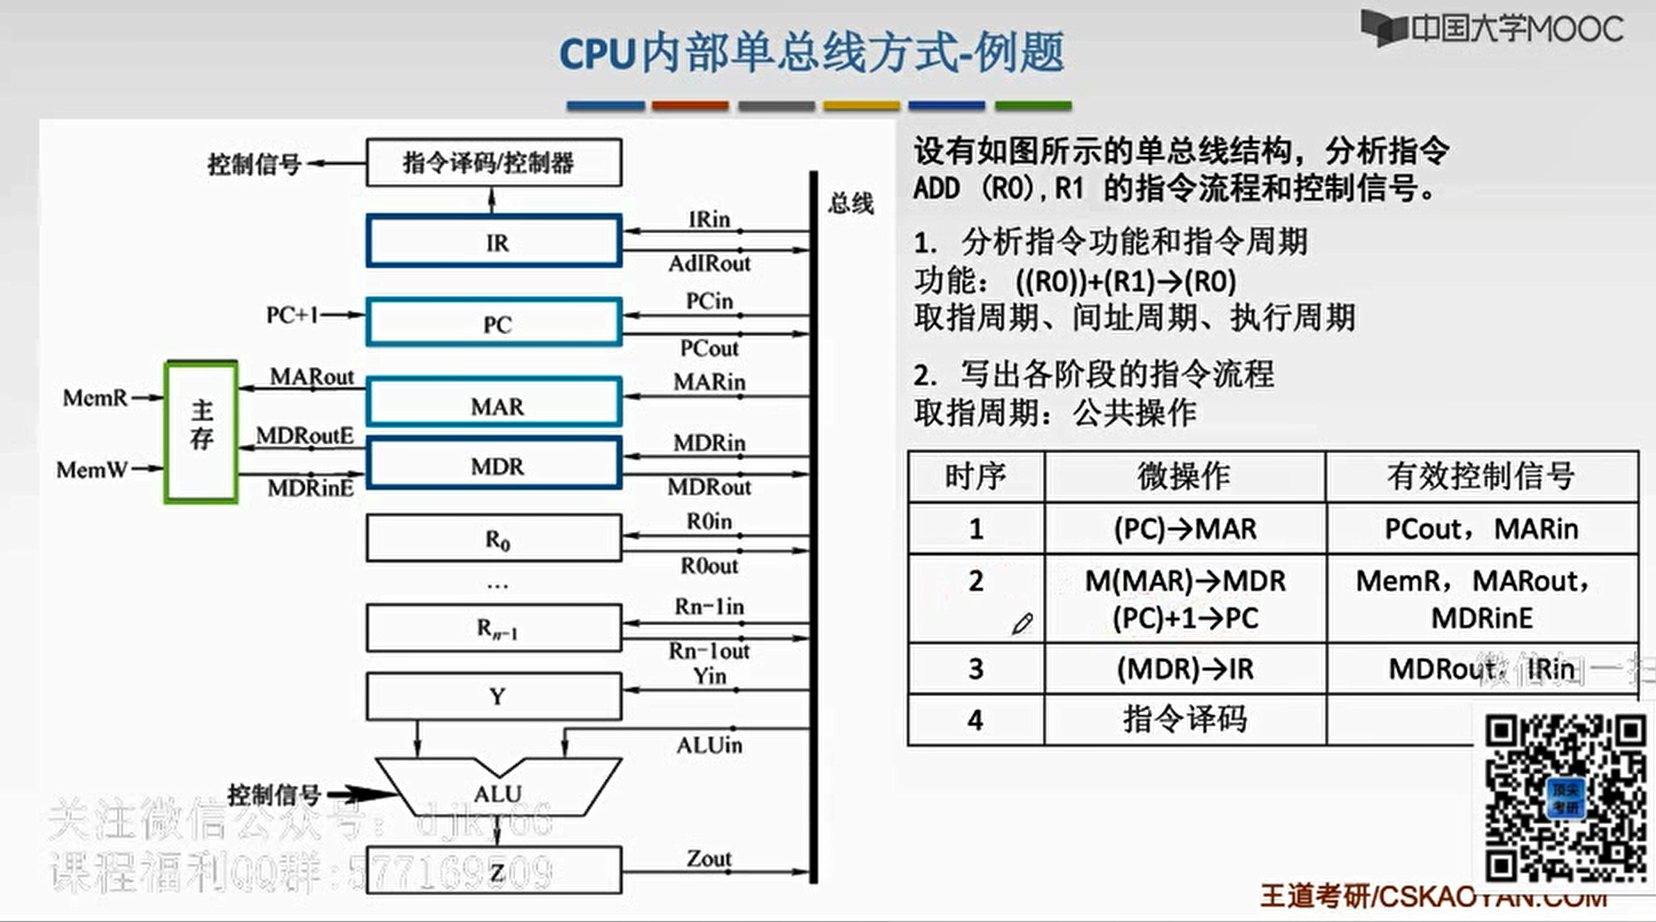 中国大学MOOC
CPU内部单总线方式-例题
控制信号
指令译码/控制器
总线
IR
IRin
AdIRout
PC+1
PC
PCin
PCout
MemR
MemW
主存
MARout
MAR
MARin
MDRoutE
MDRinE
MDR
MDRin
MDRout
R0
R0in
R0out
…
Rn-1
Rn-1in
Rn-1out
Y
Yin
ALUin
控制信号
ALU
Z
Zout
关注微信公众号: djky66
课程福利QQ群:577169509
设有如图所示的单总线结构，分析指令
ADD (R0),R1 的指令流程和控制信号。
1. 分析指令功能和指令周期
功能： ((R0))+(R1)→(R0)
取指周期、间址周期、执行周期
2. 写出各阶段的指令流程
取指周期：公共操作
时序 微操作 有效控制信号
1 (PC)→MAR PCout，MARin
2 M(MAR)→MDR MemR，MARout，
(PC)+1→PC MDRinE
3 (MDR)→IR MDRout，IRin
4 指令译码
微信扫一扫
顶尖
考研
王道考研/CSKAOYAN.COM